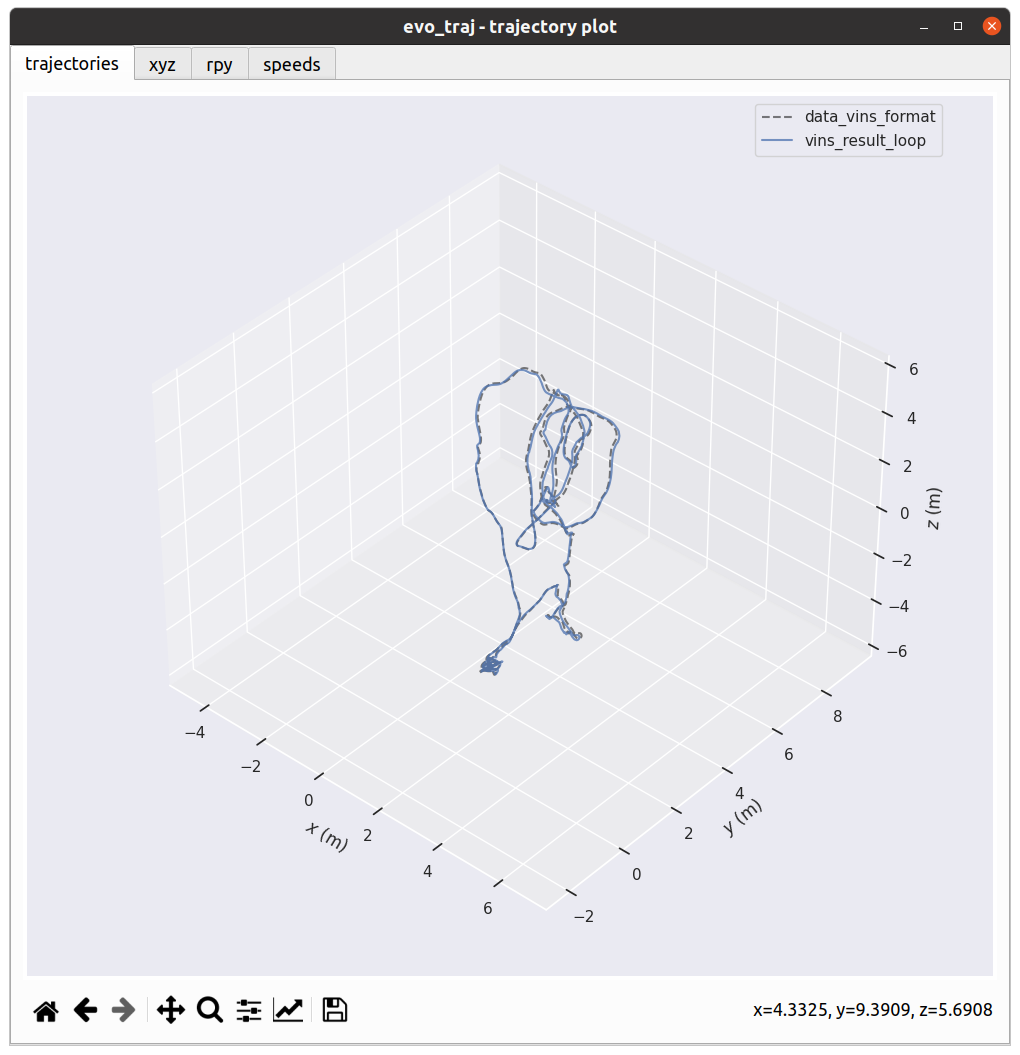 evo_traj - trajectory plot
trajectories xyz rpy speeds
data_vins_format
vins_result_loop
6
4
2
0
−2
−4
−6
z (m)
−4
−2
0
2
4
6
x (m)
−2
0
2
4
6
8
y (m)
x=4.3325, y=9.3909, z=5.6908